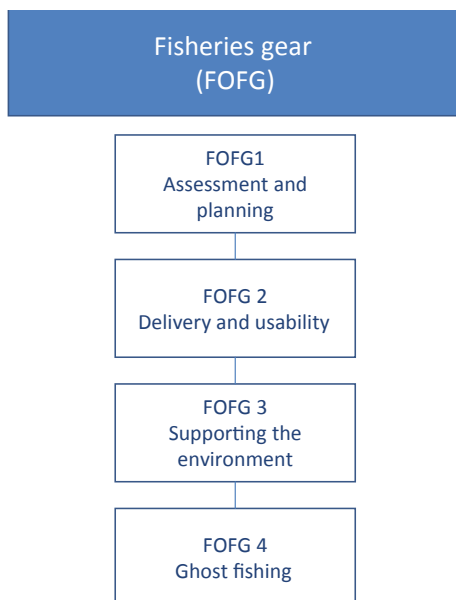 Fisheries gear
(FOFG)
FOFG1
Assessment and
planning
FOFG 2
Delivery and usability
FOFG 3
Supporting the
environment
FOFG 4
Ghost fishing